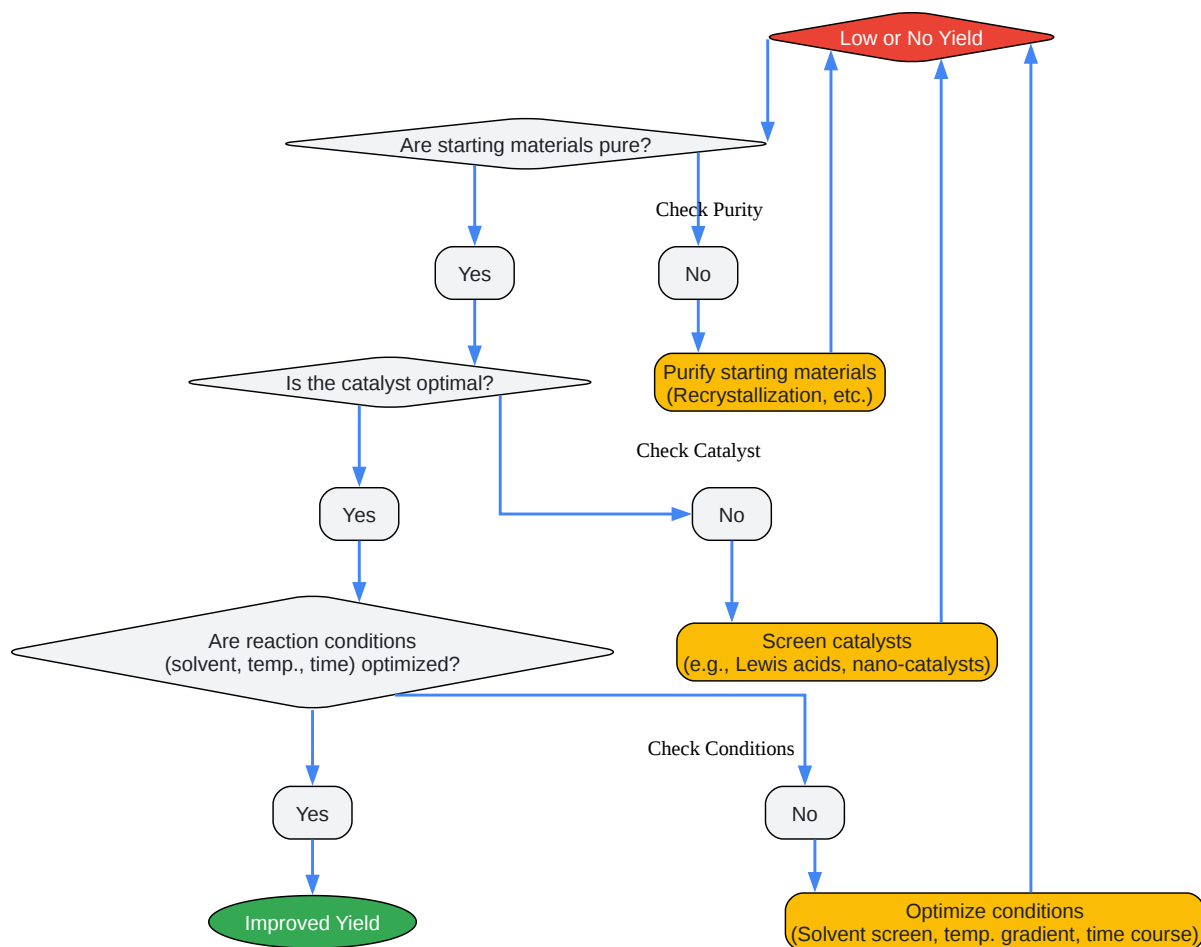 Low or No Yield
Are starting materials pure?
Check Purity
Yes
No
Purify starting materials
(Recrystallization, etc.)
Is the catalyst optimal?
Check Catalyst
Yes
No
Screen catalysts
(e.g., Lewis acids, nano-catalysts)
Are reaction conditions
(solvent, temp., time) optimized?
Check Conditions
Yes
No
Improved Yield
Optimize conditions
(Solvent screen, temp. gradient, time course)